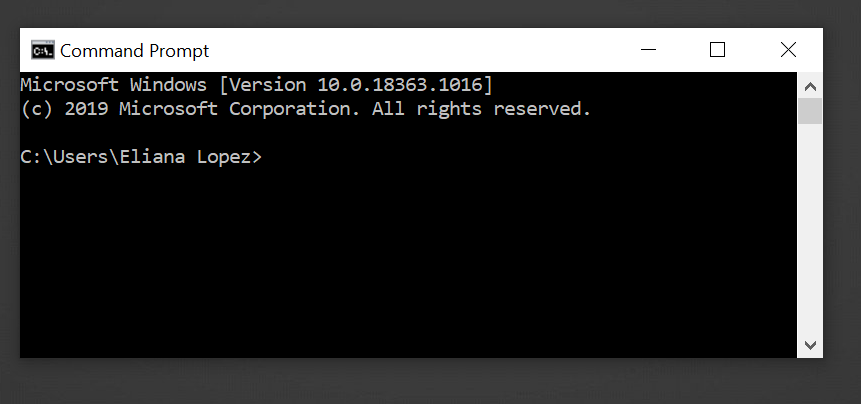 Command Prompt
Microsoft Windows [Version 10.0.18363.1016]
(c) 2019 Microsoft Corporation. All rights reserved.
C:\Users\Eliana Lopez>